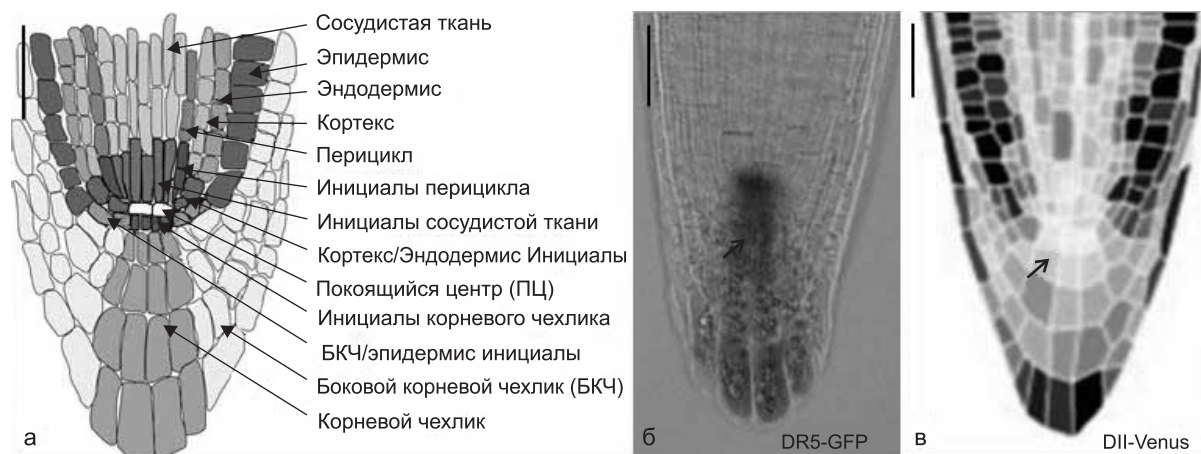 Сосудистая ткань
Эпидермис
Эндодермис
Кортекс
Перицикл
Инициалы перицикла
Инициалы сосудистой ткани
Кортекс/Эндодермис Инициалы
Покоящийся центр (ПЦ)
Инициалы корневого чехлика
БКЧ/эпидермис инициалы
Боковой корневой чехлик (БКЧ)
Корневой чехлик
а
б
DR5-GFP
в
DII-Venus